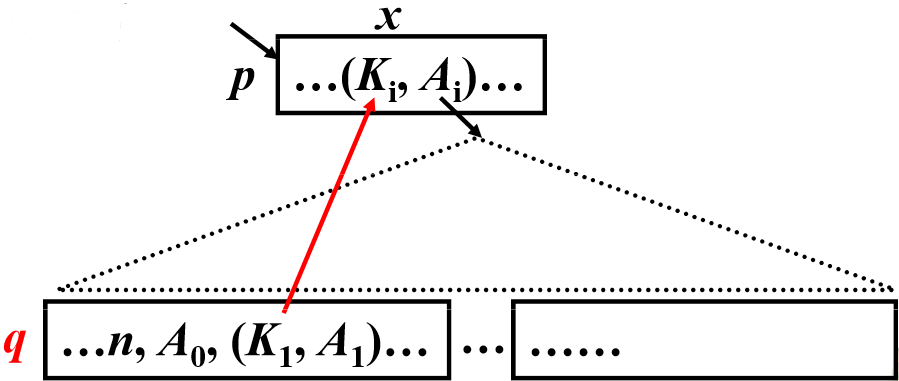 x
p …(Kᵢ, Aᵢ)…
q …n, A₀, (K₁, A₁)… … ……